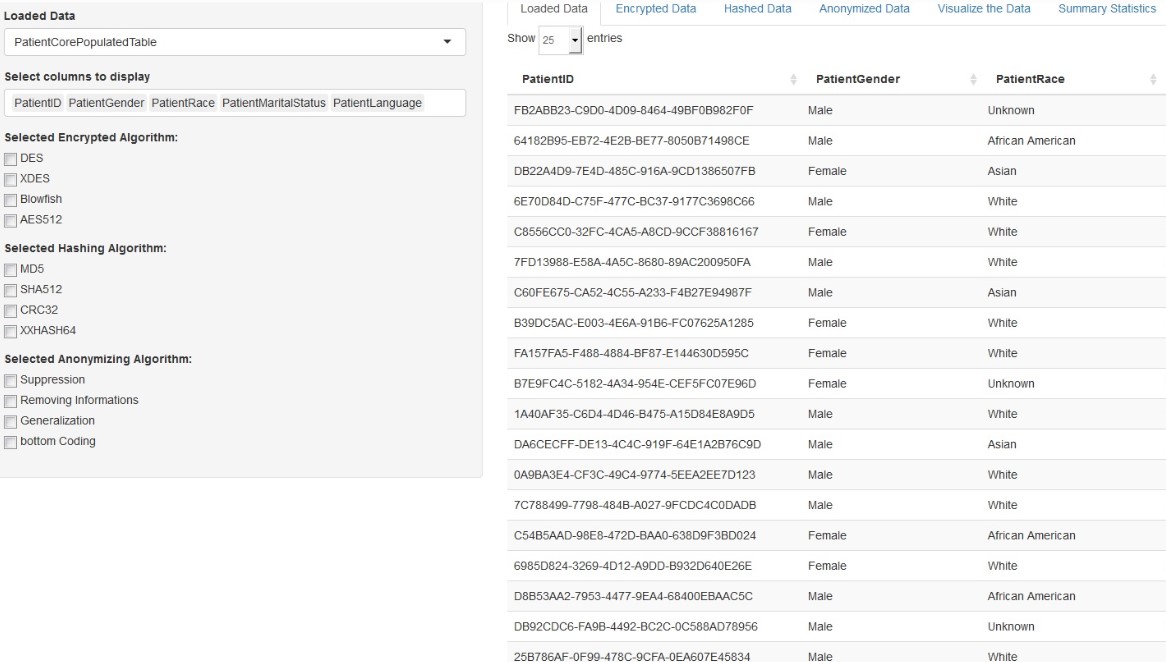 Loaded Data
PatientCorePopulatedTable
Select columns to display
PatientID PatientGender PatientRace PatientMaritalStatus PatientLanguage
Selected Encrypted Algorithm:
DES
XDES
Blowfish
AES512
Selected Hashing Algorithm:
MD5
SHA512
CRC32
XXHASH64
Selected Anonymizing Algorithm:
Suppression
Removing Informations
Generalization
bottom Coding
Loaded Data Encrypted Data Hashed Data Anonymized Data Visualize the Data Summary Statistics
Show 25 entries
PatientID PatientGender PatientRace
FB2ABB23-C9D0-4D09-8464-49BF0B982F0F Male Unknown
64182B95-EB72-4E2B-BE77-8050B71498CE Male African American
DB22A4D9-7E4D-485C-916A-9CD1386507FB Female Asian
6E70D84D-C75F-477C-BC37-9177C3698C66 Male White
C8556CC0-32FC-4CA5-A8CD-9CCF38816167 Female White
7FD13988-E58A-4A5C-8680-89AC200950FA Male White
C60FE675-CA52-4C55-A233-F4B27E94987F Male Asian
B39DC5AC-E003-4E6A-91B6-FC07625A1285 Female White
FA157FA5-F488-4884-BF87-E144630D595C Female White
B7E9FC4C-5182-4A34-954E-CEF5FC07E96D Female Unknown
1A40AF35-C6D4-4D46-B475-A15D84E8A9D5 Male White
DA6CECFF-DE13-4C4C-919F-64E1A2B76C9D Male Asian
0A9BA3E4-CF3C-49C4-9774-5EEA2EE7D123 Male White
7C788499-7798-484B-A027-9FCDC4C0DADB Male White
C54B5AAD-98E8-472D-BAA0-638D9F3BD024 Female African American
6985D824-3269-4D12-A9DD-B932D640E26E Female White
D8B53AA2-7953-4477-9EA4-68400EBAAC5C Male African American
DB92CDC6-FA9B-4492-BC2C-0C588AD78956 Male Unknown
25B786AF-0F99-478C-9CFA-0EA607E45834 Male White